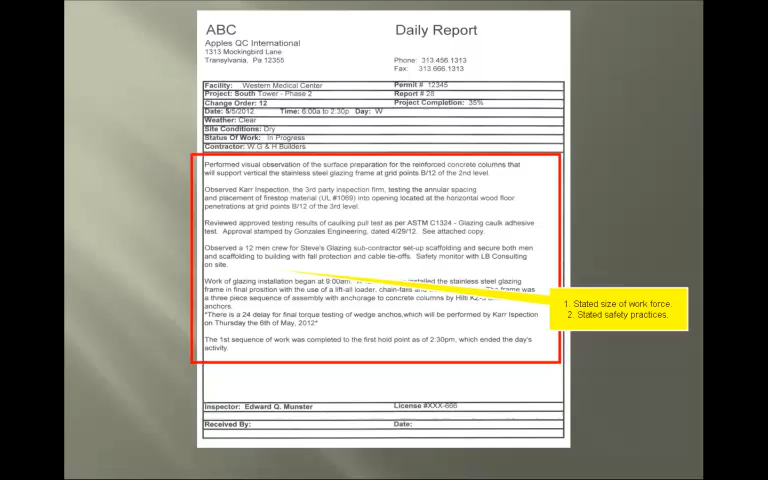 ABC
Daily Report
Apples QC International
1313 Mockingbird Lane
Transylvania, Pa 12355
Phone: 313.456.1313
Fax: 313.666.1313
Facility: Western Medical Center
Permit # 12345
Project: South Tower - Phase 2
Report # 28
Change Order: 12
Project Completion: 35%
Date: 5/5/2012 Time: 6:00a to 2:30p Day: W
Weather: Clear
Site Conditions: Dry
Status Of Work: In Progress
Contractor: W G & H Builders
Performed visual observation of the surface preparation for the reinforced concrete columns that
will support vertical the stainless steel glazing frame at grid points B/12 of the 2nd level.
Observed Karr Inspection, the 3rd party inspection firm, testing the annular spacing
and placement of firestop material (UL #1069) into opening located at the horizontal wood floor
penetrations at grid points B/12 of the 3rd level.
Reviewed approved testing results of caulking pull test as per ASTM C1324 - Glazing caulk adhesive
test. Approval stamped by Gonzales Engineering, dated 4/29/12. See attached copy.
Observed a 12 men crew for Steve's Glazing sub-contractor set-up scaffolding and secure both men
and scaffolding to building with fall protection and cable tie-offs. Safety monitor with LB Consulting
on site.
Work of glazing installation began at 9:00am. installed the stainless steel glazing
frame in final prosition with the use of a lift-all loader, chain-fars frame was
a three piece sequence of assembly with anchorage to concrete columns by Hilti
anchors.
*There is a 24 delay for final torque testing of wedge anchos,which will be performed by Karr Ispection
on Thursday the 6th of May, 2012*
The 1st sequence of work was completed to the first hold point as of 2:30pm, which ended the day's
activity.
1. Stated size of work force.
2. Stated safety practices.
Inspector: Edward Q. Munster
License #XXX-666
Received By:
Date: